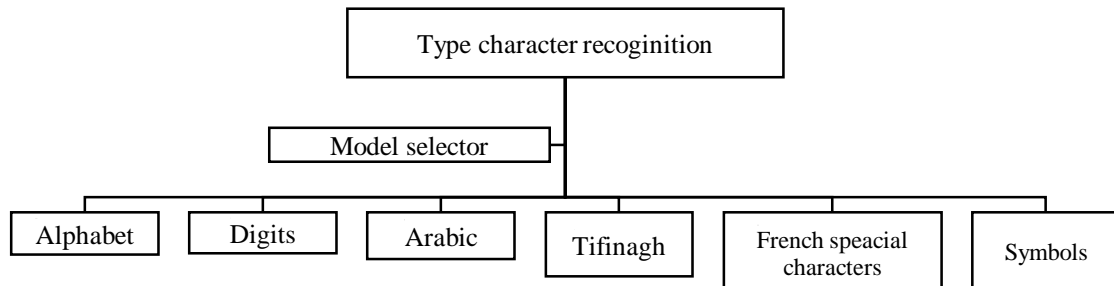 Type character recoginition
Model selector
Alphabet
Digits
Arabic
Tifinagh
French speacial
characters
Symbols